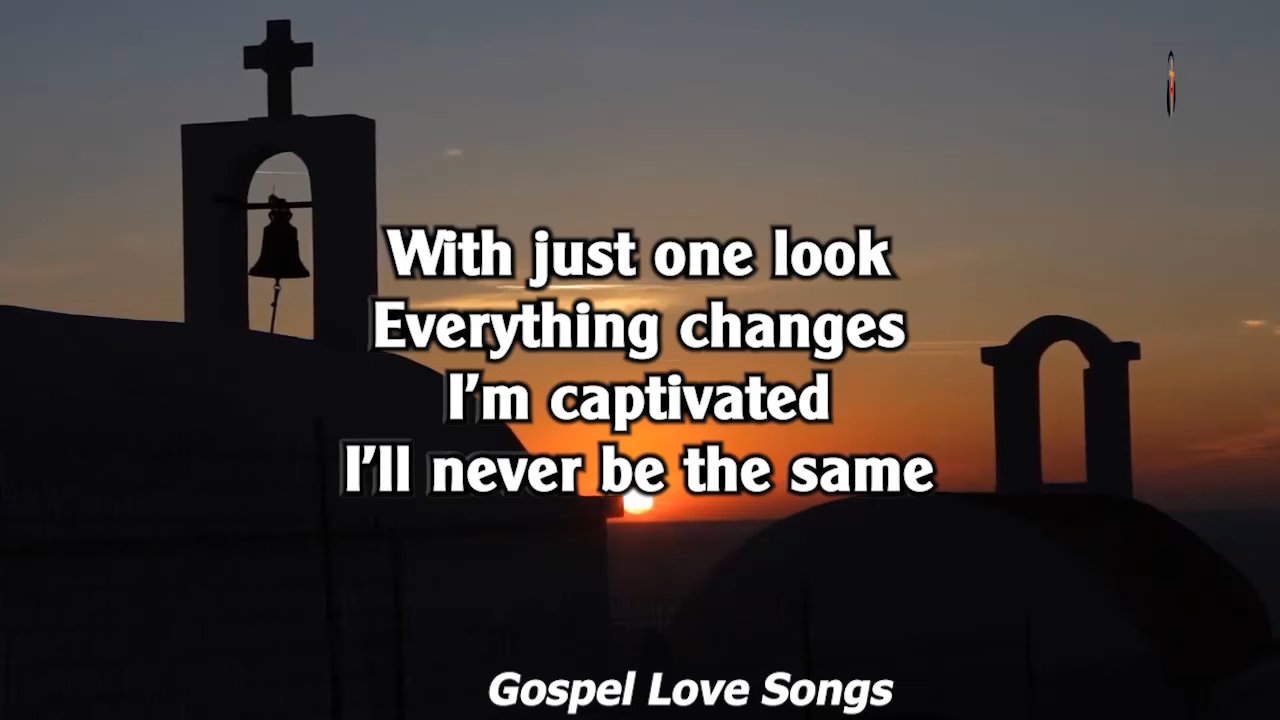 With just one look
Everything changes
I'm captivated
I'll never be the same
Gospel Love Songs